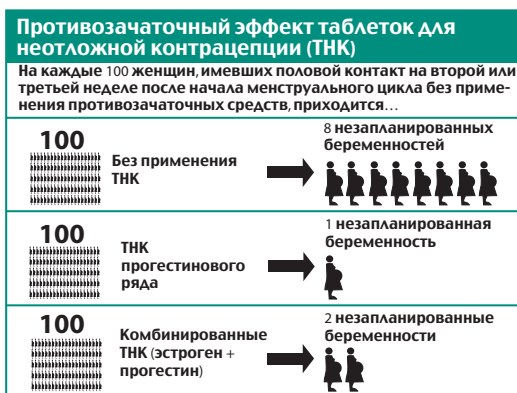 Противозачаточный эффект таблеток для
неотложной контрацепции (ТНК)
На каждые 100 женщин, имевших половой контакт на второй или
третьей неделе после начала менструального цикла без приме-
нения противозачаточных средств, приходится…
100
Без применения
ТНК
8 незапланированных
беременностей
100
ТНК
прогестинового
ряда
1 незапланированная
беременность
100
Комбинированные
ТНК (эстроген +
прогестин)
2 незапланированные
беременности